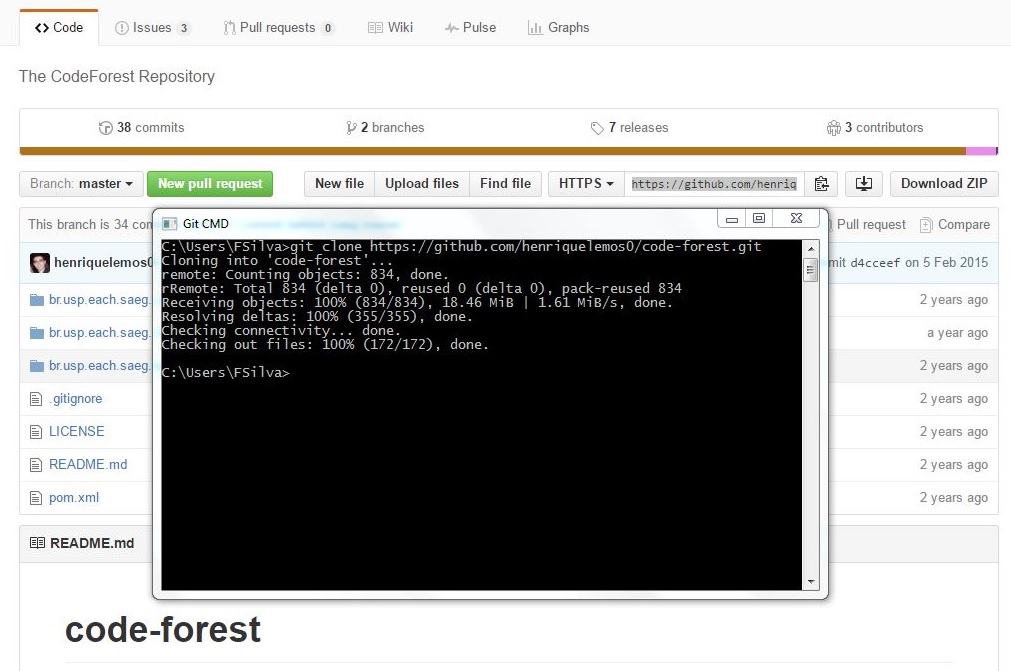 Code Issues 3 Pull requests 0 Wiki Pulse Graphs
The CodeForest Repository
38 commits 2 branches 7 releases 3 contributors
Branch: master New pull request New file Upload files Find file HTTPS https://github.com/henriq Download ZIP
This branch is 34 com Pull request Compare
Git CMD
henriquelemos0 mit d4cceef on 5 Feb 2015
br.usp.each.saeg. 2 years ago
br.usp.each.saeg. a year ago
br.usp.each.saeg. 2 years ago
.gitignore 2 years ago
LICENSE 2 years ago
README.md 2 years ago
pom.xml 2 years ago
C:\Users\FSilva>git clone https://github.com/henriquelemos0/code-forest.git
Cloning into 'code-forest'...
remote: Counting objects: 834, done.
rRemote: Total 834 (delta 0), reused 0 (delta 0), pack-reused 834
Receiving objects: 100% (834/834), 18.46 MiB | 1.61 MiB/s, done.
Resolving deltas: 100% (355/355), done.
Checking connectivity... done.
Checking out files: 100% (172/172), done.
C:\Users\FSilva>
README.md
code-forest